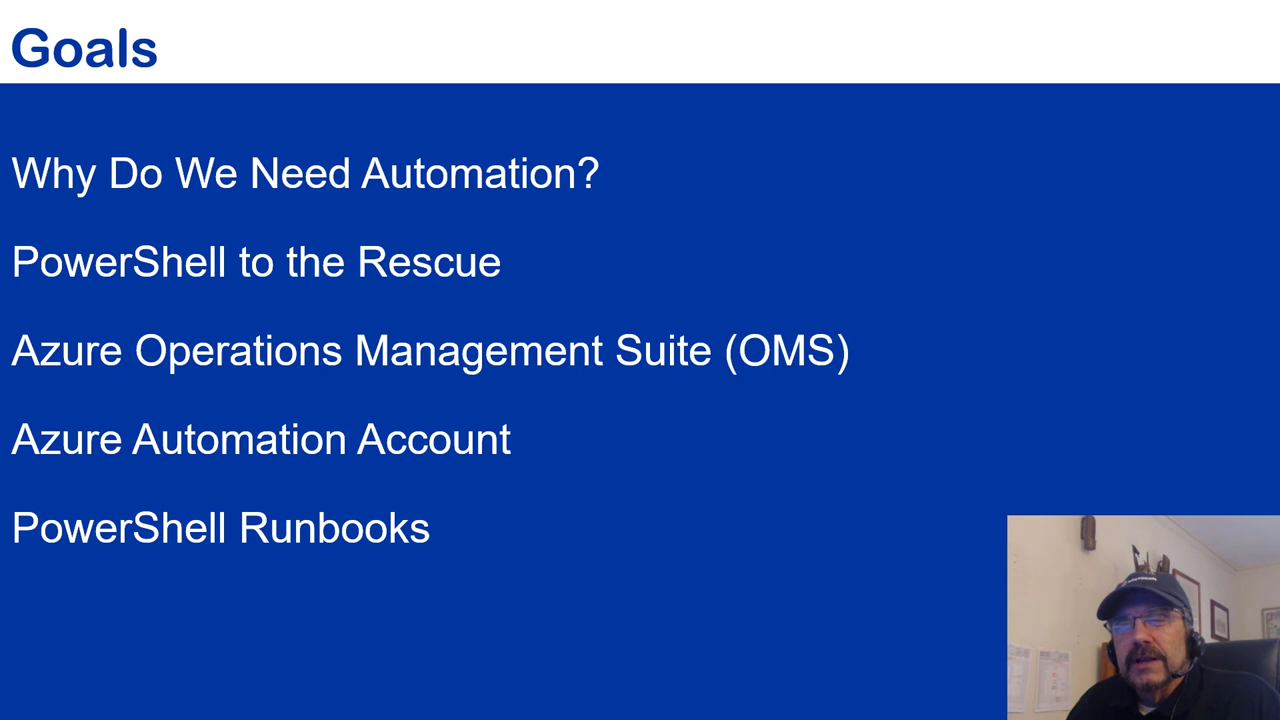 Goals
Why Do We Need Automation?
PowerShell to the Rescue
Azure Operations Management Suite (OMS)
Azure Automation Account
PowerShell Runbooks